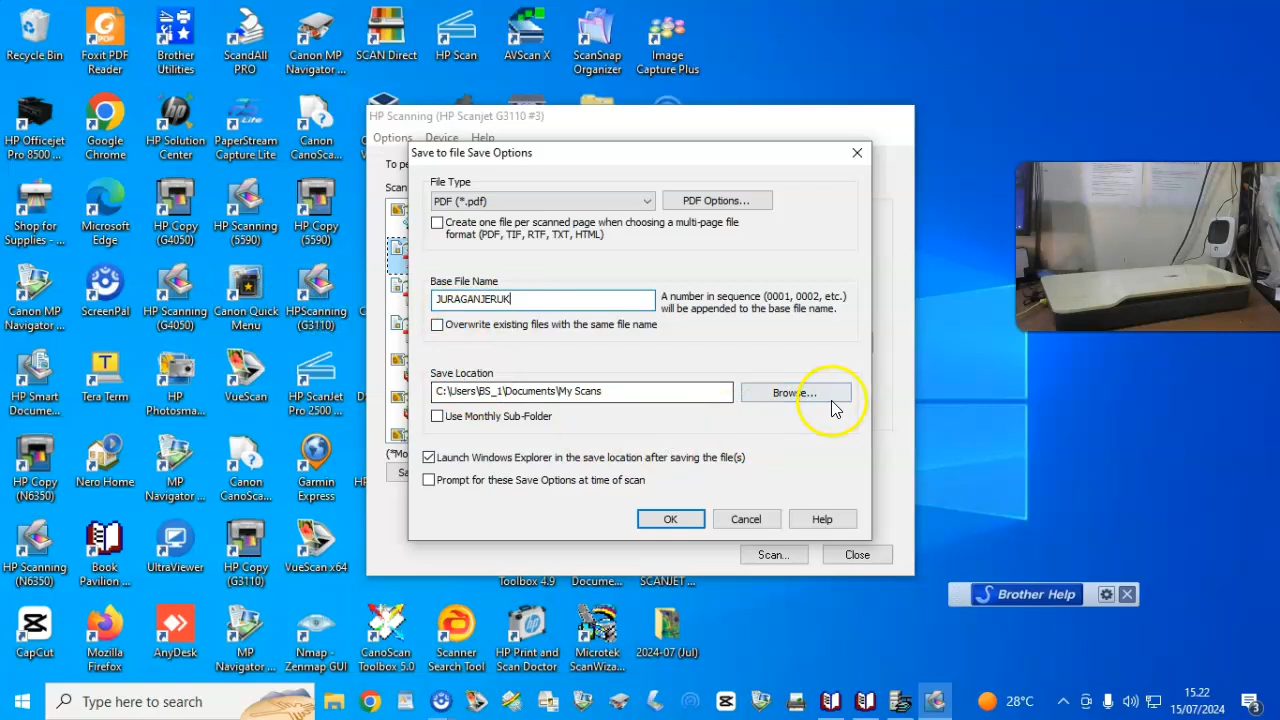 Recycle Bin
Foxit PDF
Reader
Brother
Utilities
ScandAll
PRO
Canon MP
Navigator ...
SCAN Direct
HP Scan
AVScan X
ScanSnap
Organizer
Image
Capture Plus
HP Officejet
Pro 8500 ...
Google
Chrome
HP Solution
Center
PaperStream
Capture Lite
Canon
CanoSca...
Shop for
Supplies - ...
Microsoft
Edge
HP Copy
(G4050)
HP Scanning
(5590)
HP Copy
(5590)
Canon MP
Navigator ...
ScreenPal
HP Scanning
(G4050)
Canon Quick
Menu
HPScanning
(G3110)
HP Smart
Docume...
Tera Term
HP
Photosma...
VueScan
HP ScanJet
Pro 2500 ...
HP Copy
(N6350)
Nero Home
MP
Navigator ...
Canon
CanoSca...
Garmin
Express
HP Scanning
(N6350)
Book
Pavilion ...
UltraViewer
HP Copy
(G3110)
VueScan x64
Toolbox 4.9
Docume...
SCANJET ...
CapCut
Mozilla
Firefox
AnyDesk
MP
Navigator ...
Nmap -
Zenmap GUI
CanoScan
Toolbox 5.0
Scanner
Search Tool
HP Print and
Scan Doctor
Microtek
ScanWiza...
2024-07 (Jul)
HP Scanning (HP Scanjet G3110 #3)
Options Device Help
To pe
Scan
(*Mo
Sa
Scan...
Close
Save to file Save Options
File Type
PDF (*.pdf)
PDF Options...
Create one file per scanned page when choosing a multi-page file
format (PDF, TIF, RTF, TXT, HTML)
Base File Name
JURAGANJERUK
A number in sequence (0001, 0002, etc.)
will be appended to the base file name.
Overwrite existing files with the same file name
Save Location
C:\Users\BS_1\Documents\My Scans
Browse...
Use Monthly Sub-Folder
Launch Windows Explorer in the save location after saving the file(s)
Prompt for these Save Options at time of scan
OK
Cancel
Help
Brother Help
Type here to search
28°C
15.22
15/07/2024
3